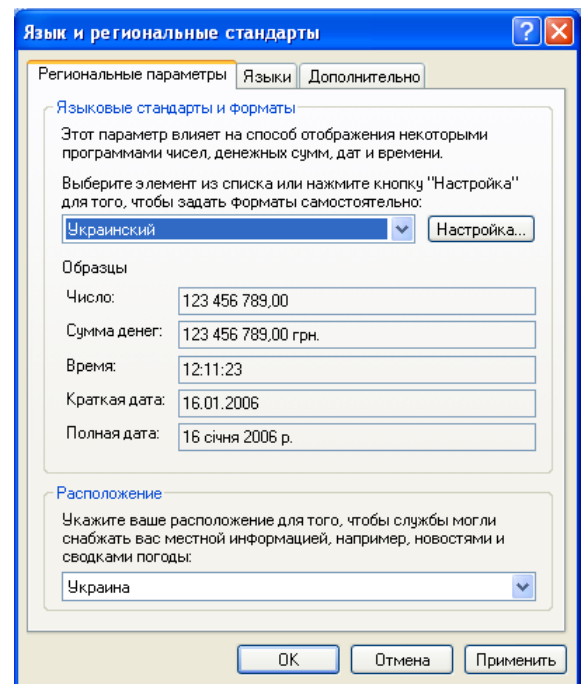 Язык и региональные стандарты
Региональные параметры Языки Дополнительно
Языковые стандарты и форматы
Этот параметр влияет на способ отображения некоторыми
программами чисел, денежных сумм, дат и времени.
Выберите элемент из списка или нажмите кнопку "Настройка"
для того, чтобы задать форматы самостоятельно:
Украинский Настройка...
Образцы
Число: 123 456 789,00
Сумма денег: 123 456 789,00 грн.
Время: 12:11:23
Краткая дата: 16.01.2006
Полная дата: 16 січня 2006 р.
Расположение
Укажите ваше расположение для того, чтобы службы могли
снабжать вас местной информацией, например, новостями и
сводками погоды:
Украина
OK Отмена Применить